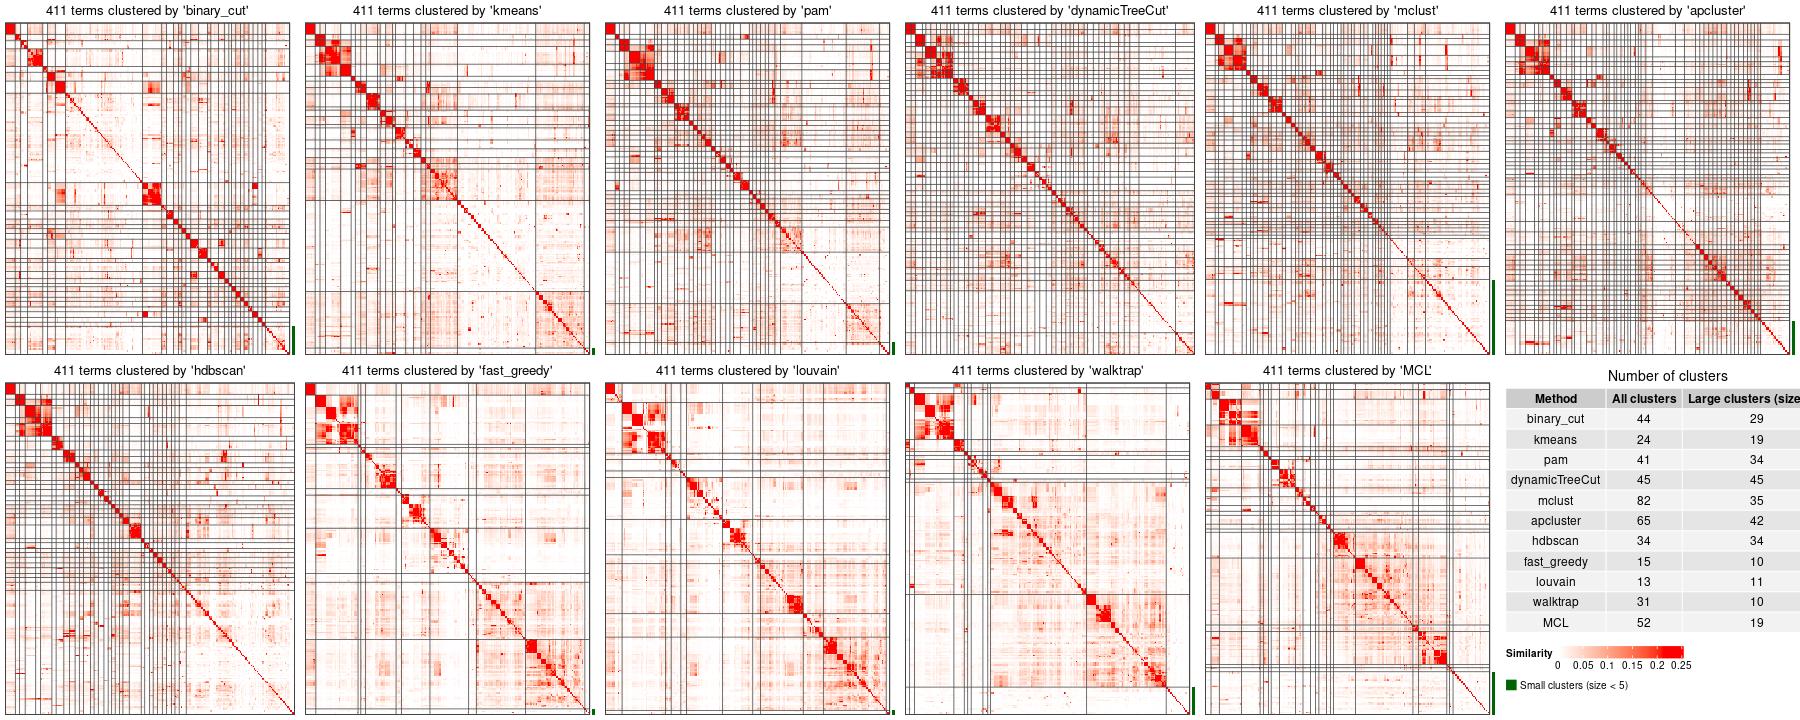 411 terms clustered by 'binary_cut'
411 terms clustered by 'kmeans'
411 terms clustered by 'pam'
411 terms clustered by 'dynamicTreeCut'
411 terms clustered by 'mclust'
411 terms clustered by 'apcluster'
411 terms clustered by 'hdbscan'
411 terms clustered by 'fast_greedy'
411 terms clustered by 'louvain'
411 terms clustered by 'walktrap'
411 terms clustered by 'MCL'
Number of clusters
Method All clusters Large clusters (size
binary_cut 44 29
kmeans 24 19
pam 41 34
dynamicTreeCut 45 45
mclust 82 35
apcluster 65 42
hdbscan 34 34
fast_greedy 15 10
louvain 13 11
walktrap 31 10
MCL 52 19
Similarity
0 0.05 0.1 0.15 0.2 0.25
Small clusters (size < 5)